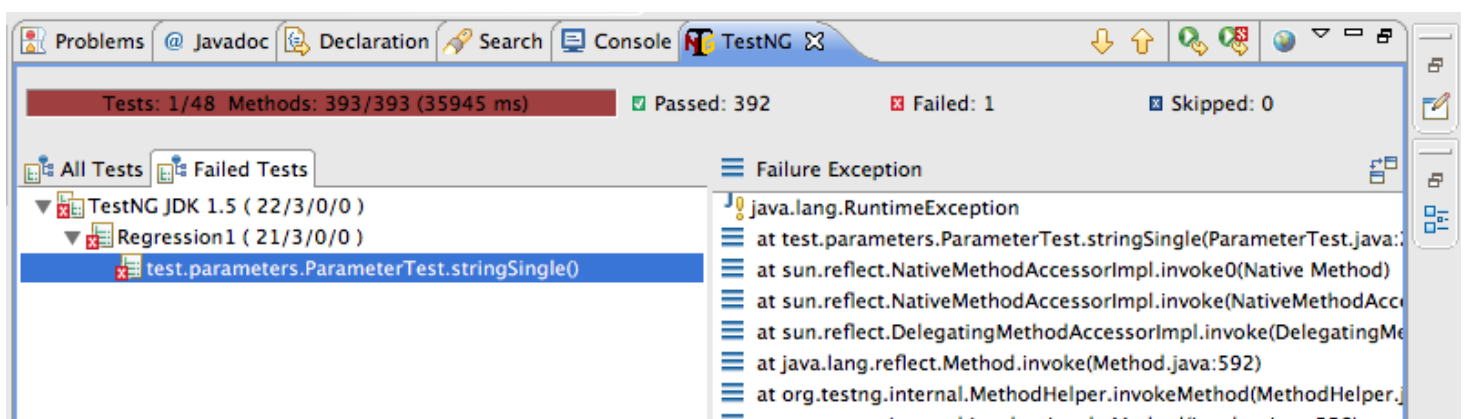 Problems @ Javadoc Declaration Search Console TestNG
Tests: 1/48 Methods: 393/393 (35945 ms) Passed: 392 Failed: 1 Skipped: 0
All Tests Failed Tests Failure Exception
TestNG JDK 1.5 ( 22/3/0/0 )
Regression1 ( 21/3/0/0 )
test.parameters.ParameterTest.stringSingle()
java.lang.RuntimeException
at test.parameters.ParameterTest.stringSingle(ParameterTest.java:
at sun.reflect.NativeMethodAccessorImpl.invoke0(Native Method)
at sun.reflect.NativeMethodAccessorImpl.invoke(NativeMethodAcc
at sun.reflect.DelegatingMethodAccessorImpl.invoke(DelegatingMe
at java.lang.reflect.Method.invoke(Method.java:592)
at org.testng.internal.MethodHelper.invokeMethod(MethodHelper.j